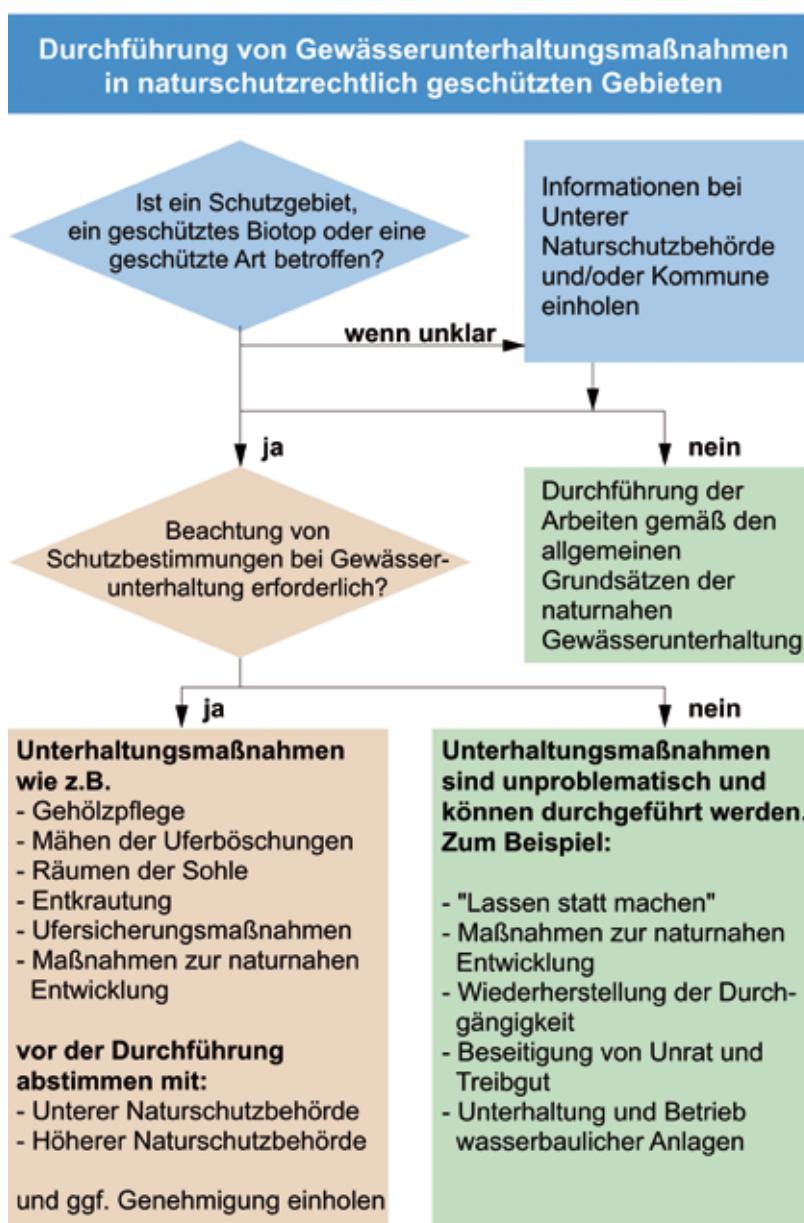 Durchführung von Gewässerunterhaltungsmaßnahmen
in naturschutzrechtlich geschützten Gebieten
Ist ein Schutzgebiet,
ein geschütztes Biotop oder eine
geschützte Art betroffen?
Informationen bei
Unterer
Naturschutzbehörde
und/oder Kommune
einholen
wenn unklar
ja
nein
Beachtung von
Schutzbestimmungen bei Gewässer-
unterhaltung erforderlich?
Durchführung der
Arbeiten gemäß den
allgemeinen
Grundsätzen der
naturnahen
Gewässerunterhaltung
ja
nein
Unterhaltungsmaßnahmen
wie z.B.
- Gehölzpflege
- Mähen der Uferböschungen
- Räumen der Sohle
- Entkrautung
- Ufersicherungsmaßnahmen
- Maßnahmen zur naturnahen
Entwicklung
vor der Durchführung
abstimmen mit:
- Unterer Naturschutzbehörde
- Höherer Naturschutzbehörde
und ggf. Genehmigung einholen
Unterhaltungsmaßnahmen
sind unproblematisch und
können durchgeführt werden.
Zum Beispiel:
- "Lassen statt machen"
- Maßnahmen zur naturnahen
Entwicklung
- Wiederherstellung der Durch-
gängigkeit
- Beseitigung von Unrat und
Treibgut
- Unterhaltung und Betrieb
wasserbaulicher Anlagen